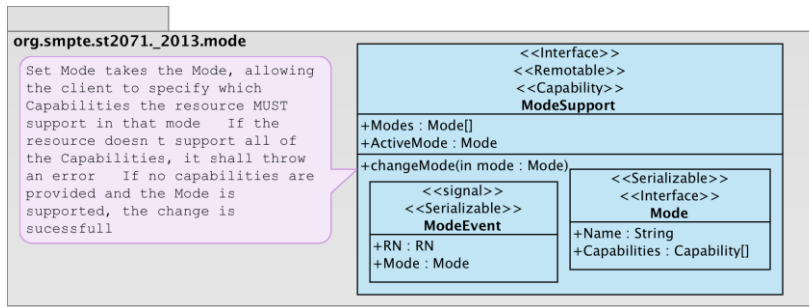 org.smpte.st2071._2013.mode
Set Mode takes the Mode, allowing
the client to specify which
Capabilities the resource MUST
support in that mode   If the
resource doesn t support all of
the Capabilities, it shall throw
an error   If no capabilities are
provided and the Mode is
supported, the change is
sucessfull
<<Interface>>
<<Remotable>>
<<Capability>>
ModeSupport
+Modes : Mode[]
+ActiveMode : Mode
+changeMode(in mode : Mode)
<<signal>>
<<Serializable>>
ModeEvent
+RN : RN
+Mode : Mode
<<Serializable>>
<<Interface>>
Mode
+Name : String
+Capabilities : Capability[]